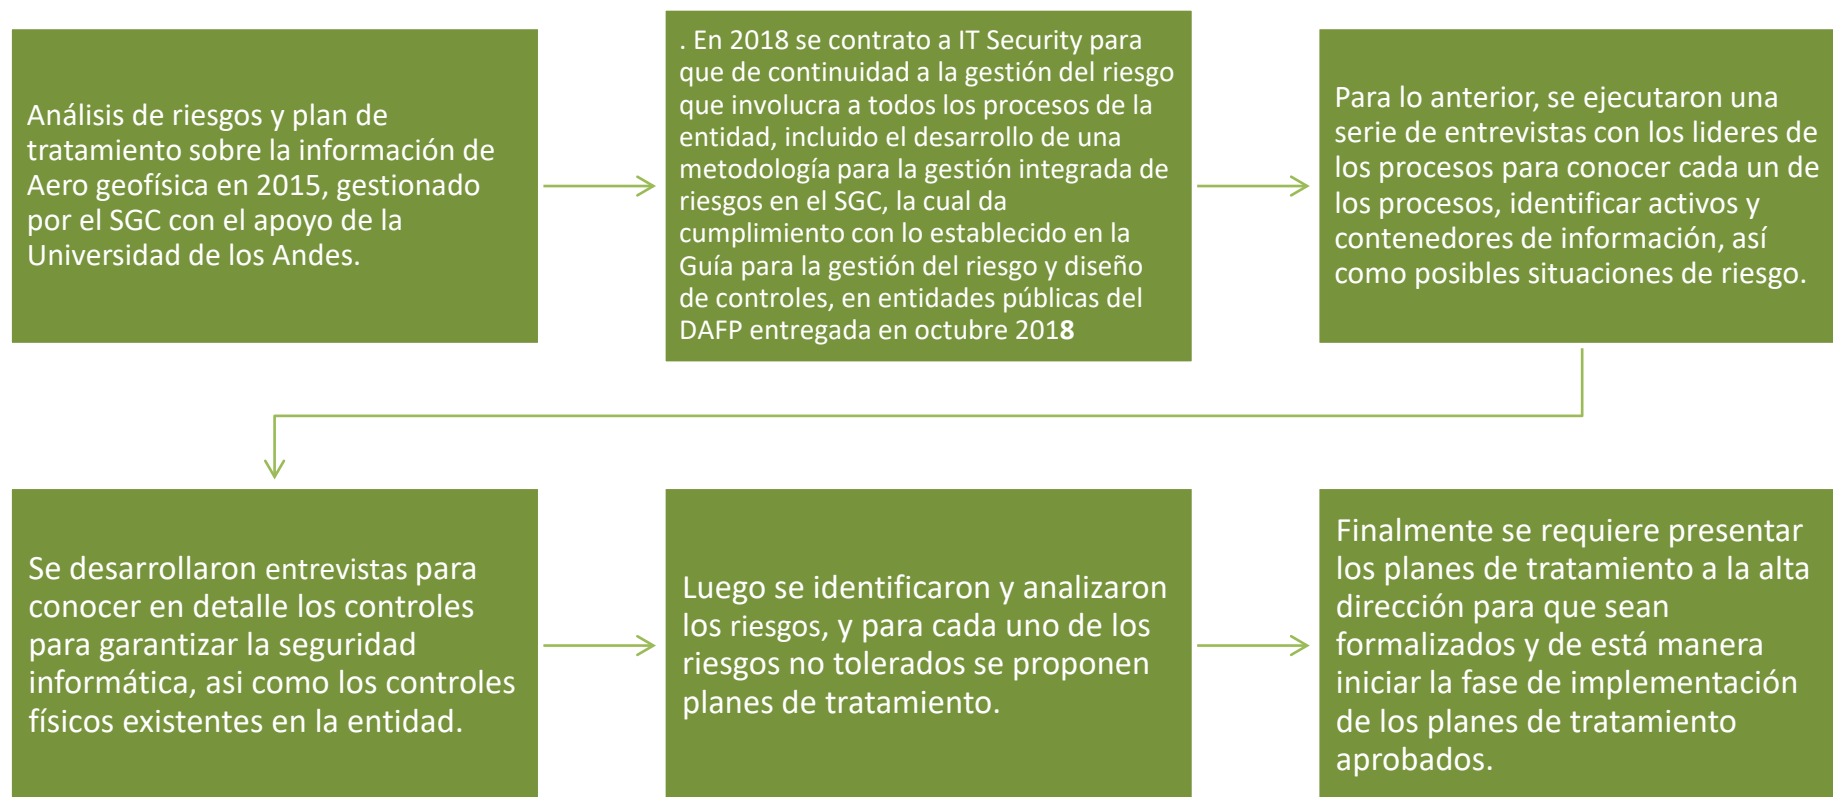 Análisis de riesgos y plan de
tratamiento sobre la información de
Aero geofísica en 2015, gestionado
por el SGC con el apoyo de la
Universidad de los Andes.
. En 2018 se contrato a IT Security para
que de continuidad a la gestión del riesgo
que involucra a todos los procesos de la
entidad, incluido el desarrollo de una
metodología para la gestión integrada de
riesgos en el SGC, la cual da
cumplimiento con lo establecido en la
Guía para la gestión del riesgo y diseño
de controles, en entidades públicas del
DAFP entregada en octubre 2018
Para lo anterior, se ejecutaron una
serie de entrevistas con los lideres de
los procesos para conocer cada un de
los procesos, identificar activos y
contenedores de información, así
como posibles situaciones de riesgo.
Se desarrollaron entrevistas para
conocer en detalle los controles
para garantizar la seguridad
informática, asi como los controles
físicos existentes en la entidad.
Luego se identificaron y analizaron
los riesgos, y para cada uno de los
riesgos no tolerados se proponen
planes de tratamiento.
Finalmente se requiere presentar
los planes de tratamiento a la alta
dirección para que sean
formalizados y de está manera
iniciar la fase de implementación
de los planes de tratamiento
aprobados.